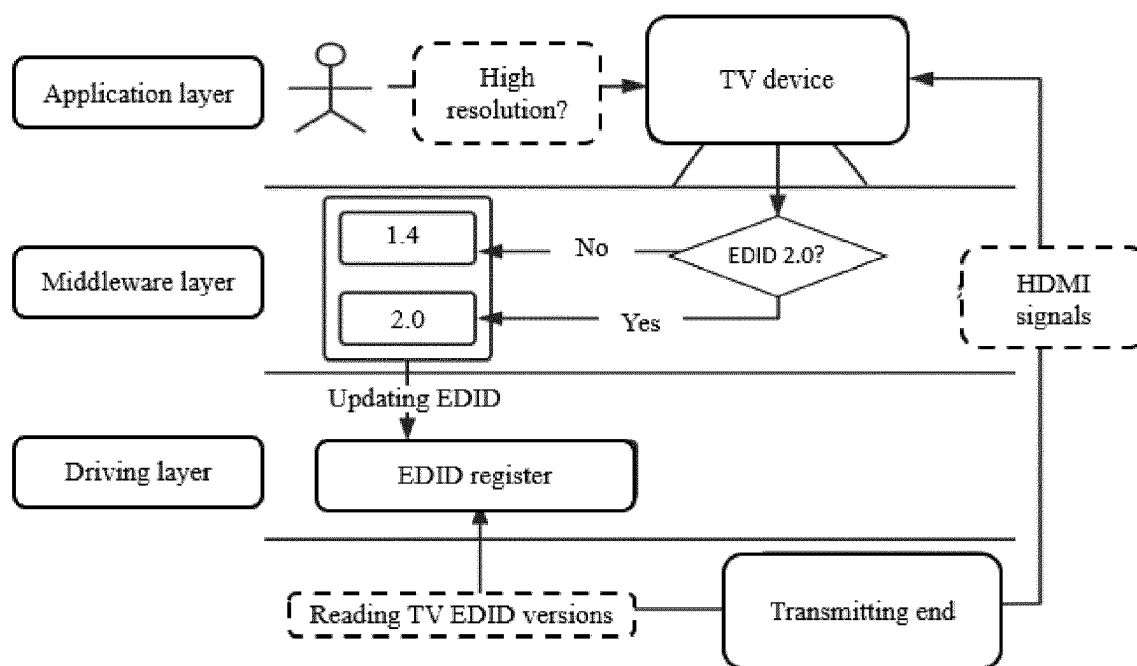 Application layer
High
resolution?
TV device
Middleware layer
1.4
No
EDID 2.0?
HDMI
signals
2.0
Yes
Updating EDID
Driving layer
EDID register
Reading TV EDID versions
Transmitting end